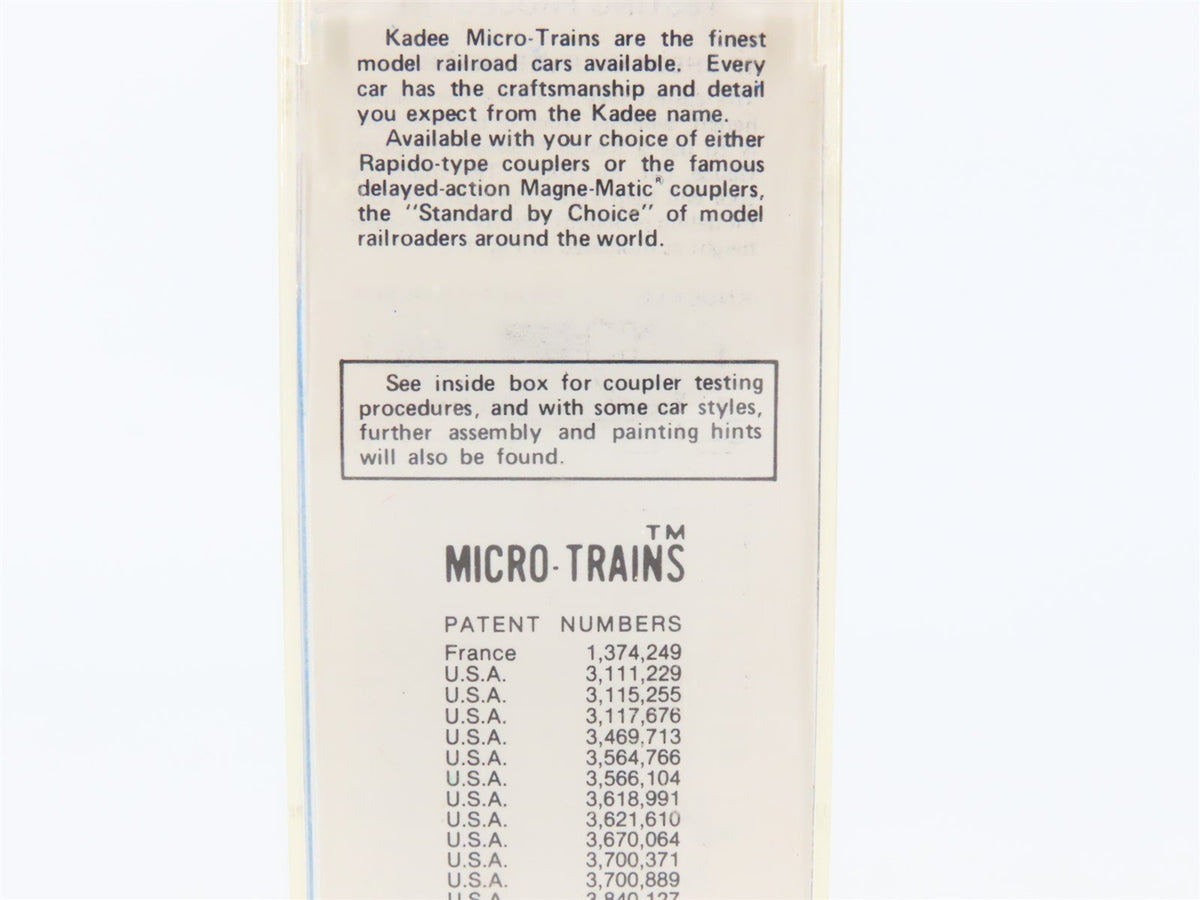 Kadee Micro-Trains are the finest
model railroad cars available. Every
car has the craftsmanship and detail
you expect from the Kadee name.
Available with your choice of either
Rapido-type couplers or the famous
delayed-action Magne-Matic® couplers,
the "Standard by Choice" of model
railroaders around the world.
See inside box for coupler testing
procedures, and with some car styles,
further assembly and painting hints
will also be found.
MICRO-TRAINS™
PATENT NUMBERS
France 1,374,249
U.S.A. 3,111,229
U.S.A. 3,115,255
U.S.A. 3,117,676
U.S.A. 3,469,713
U.S.A. 3,564,766
U.S.A. 3,566,104
U.S.A. 3,618,991
U.S.A. 3,621,610
U.S.A. 3,670,064
U.S.A. 3,700,371
U.S.A. 3,700,889
U.S.A. 3,840,127